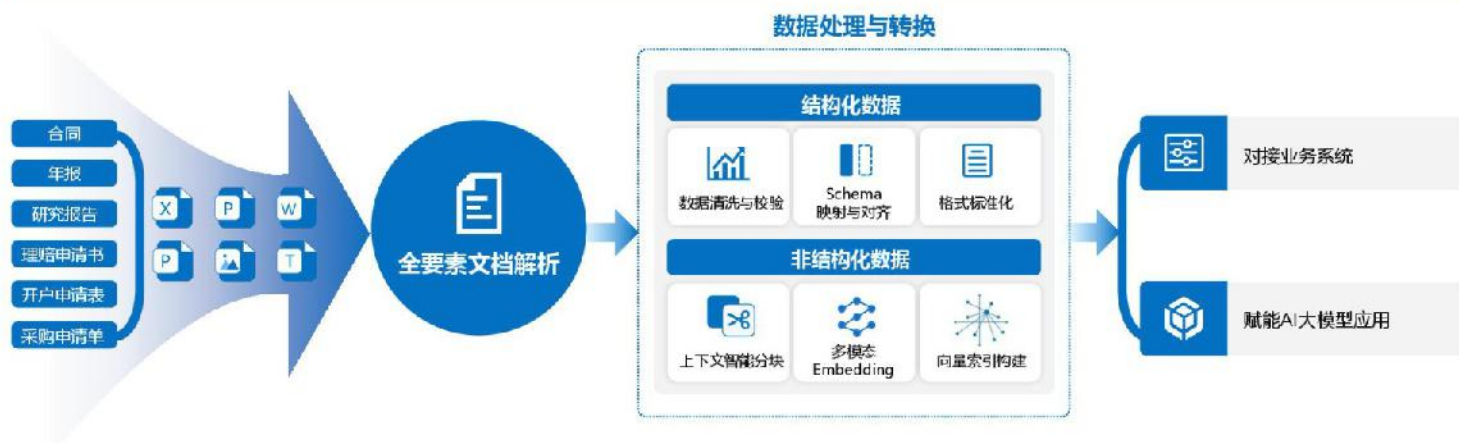 数据处理与转换
合同
年报
研究报告
理赔申请书
开户申请表
采购申请单
X
P
W
P
T
全要素文档解析
结构化数据
数据清洗与校验
Schema
映射与对齐
格式标准化
非结构化数据
上下文智能分块
多模态
Embedding
向量索引构建
对接业务系统
赋能AI大模型应用